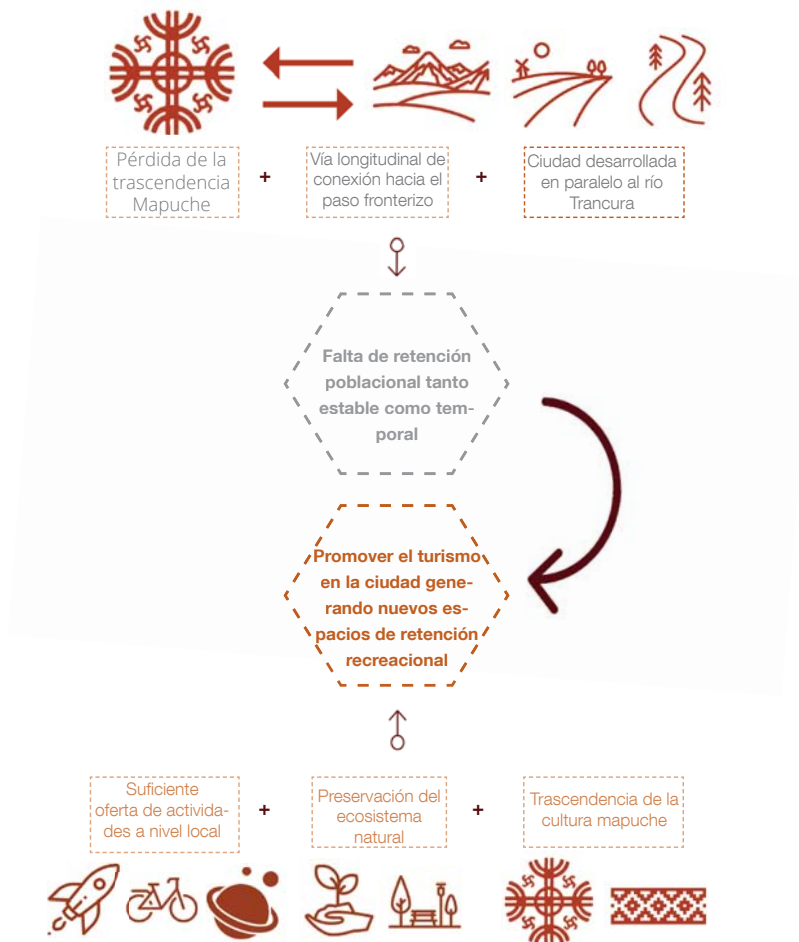 Pérdida de la
trascendencia
Mapuche
+
Vía longitudinal de
conexión hacia el
paso fronterizo
+
Ciudad desarrollada
en paralelo al río
Trancura
Falta de retención
poblacional tanto
estable como tem-
poral
Promover el turismo
en la ciudad gene-
rando nuevos es-
pacios de retención
recreacional
Suficiente
oferta de activida-
des a nivel local
+
Preservación del
ecosistema
natural
+
Trascendencia de la
cultura mapuche